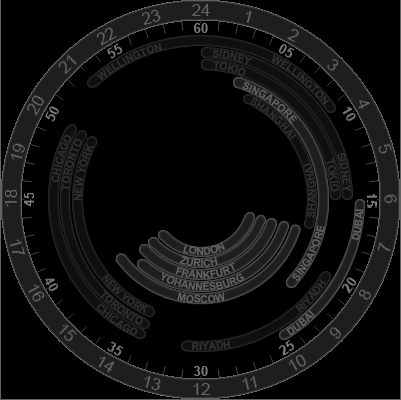 24
1
2
3
4
5
6
7
8
9
10
11
12
13
14
15
16
17
18
19
20
21
22
23
60
05
10
15
20
25
30
35
40
45
50
55
WELLINGTON
WELLINGTON
SIDNEY
SIDNEY
TOKIO
TOKIO
SINGAPORE
SINGAPORE
SHANGHAI
SHANGHAI
DUBAI
DUBAI
RIYADH
RIYADH
CHICAGO
TORONTO
NEW YORK
NEW YORK
TORONTO
CHICAGO
LONDON
ZURICH
FRANKFURT
YOHANNESBURG
MOSCOW